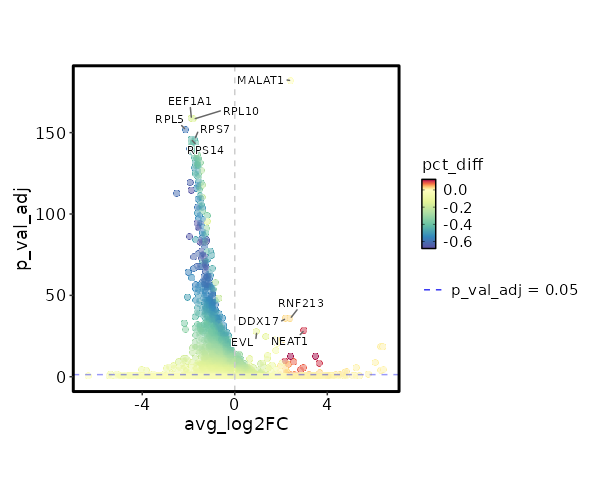 MALAT1
EEF1A1
RPL10
RPL5
RPS7
RPS14
RNF213
DDX17
EVL
NEAT1
p_val_adj
150
100
50
0
-4
0
4
avg_log2FC
pct_diff
0.0
-0.2
-0.4
-0.6
p_val_adj = 0.05